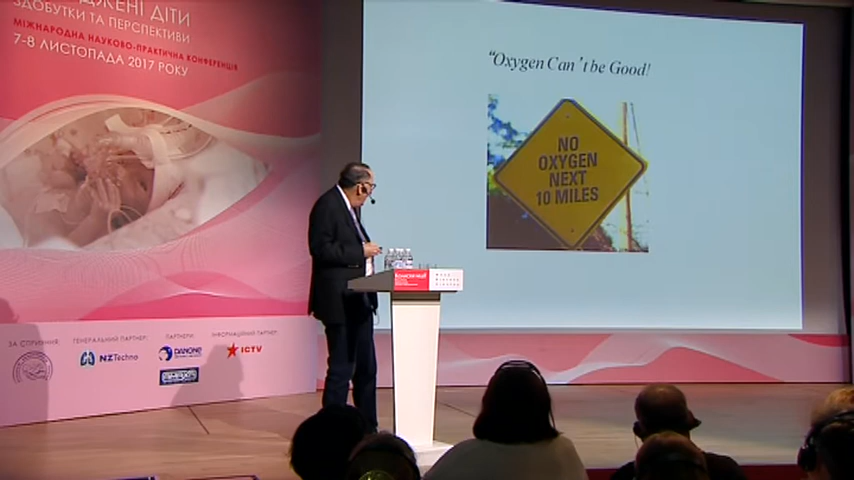 ДЖЕНІ ДІТИ
ЗДОБУТКИ ТА ПЕРСПЕКТИВИ
МІЖНАРОДНА НАУКОВО-ПРАКТИЧНА КОНФЕРЕНЦІЯ
7-8 ЛИСТОПАДА 2017 РОКУ
“Oxygen Can’t be Good!
NO
OXYGEN
NEXT
10 MILES
ЗА СПРИЯННЯ:
ГЕНЕРАЛЬНИЙ ПАРТНЕР:
ПАРТНЕРИ:
ІНФОРМАЦІЙНИЙ ПАРТНЕР:
NZTechno
DANONE
ICTV